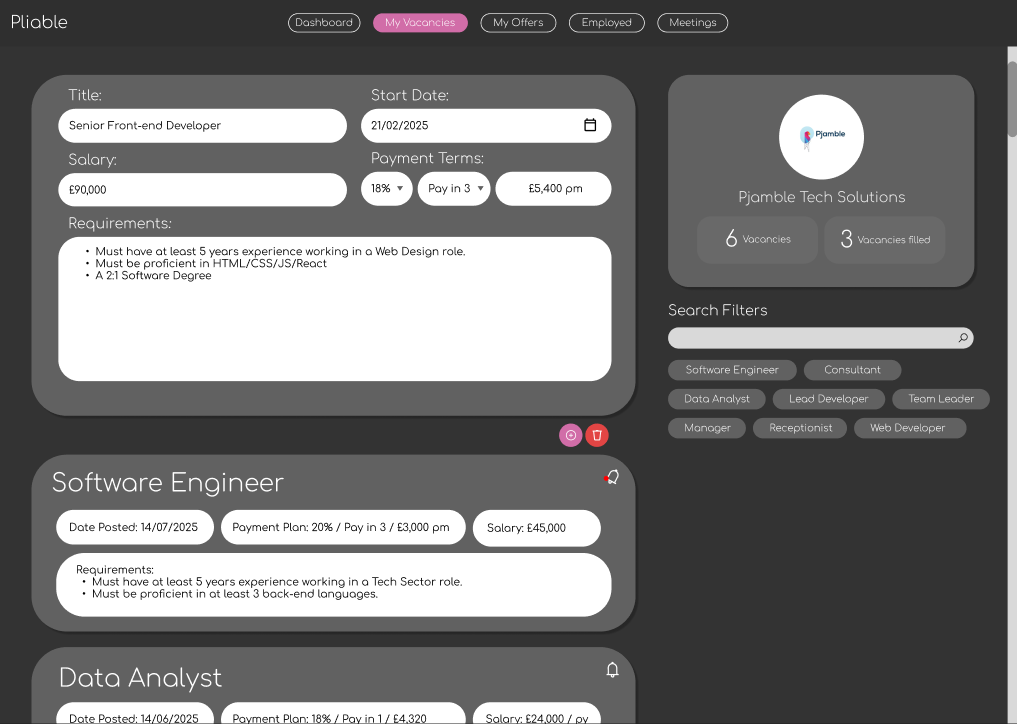 Pliable
Dashboard
My Vacancies
My Offers
Employed
Meetings
Title:
Start Date:
Senior Front-end Developer
21/02/2025
Salary:
Payment Terms:
£90,000
18%
Pay in 3
£5,400 pm
Requirements:
• Must have at least 5 years experience working in a Web Design role.
• Must be proficient in HTML/CSS/JS/React
• A 2:1 Software Degree
Software Engineer
Date Posted: 14/07/2025
Payment Plan: 20% / Pay in 3 / £3,000 pm
Salary: £45,000
Requirements:
• Must have at least 5 years experience working in a Tech Sector role.
• Must be proficient in at least 3 back-end languages.
Data Analyst
Date Posted: 14/06/2025
Payment Plan: 18% / Pay in 1 / £4,320
Salary: £24,000 / py
Pjamble
Pjamble Tech Solutions
6 Vacancies
3 Vacancies filled
Search Filters
Software Engineer
Consultant
Data Analyst
Lead Developer
Team Leader
Manager
Receptionist
Web Developer